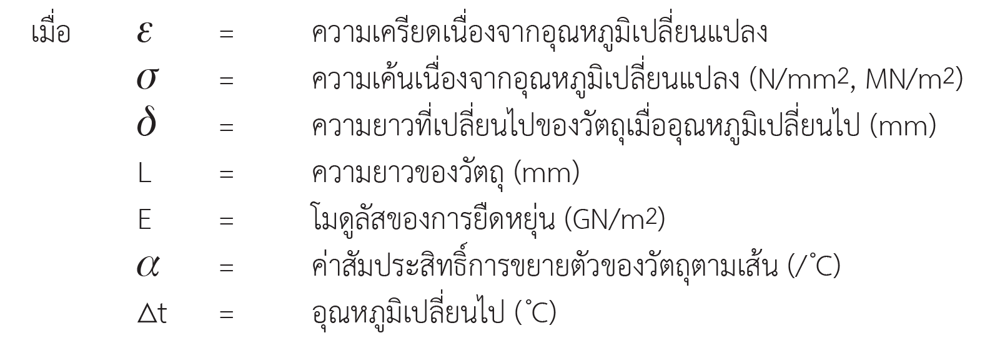 เมื่อ ε = ความเครียดเนื่องจากอุณหภูมิเปลี่ยนแปลง
σ = ความเค้นเนื่องจากอุณหภูมิเปลี่ยนแปลง (N/mm2, MN/m2)
δ = ความยาวที่เปลี่ยนไปของวัตถุเมื่ออุณหภูมิเปลี่ยนไป (mm)
L = ความยาวของวัตถุ (mm)
E = โมดูลัสของการยืดหยุ่น (GN/m2)
α = ค่าสัมประสิทธิ์การขยายตัวของวัตถุตามเส้น (/˚C)
Δt = อุณหภูมิเปลี่ยนไป (˚C)